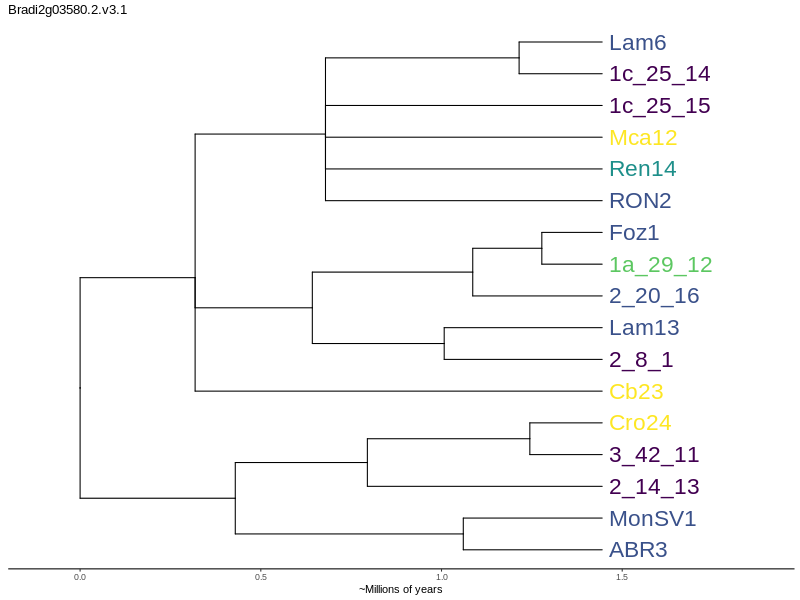 Bradi2g03580.2.v3.1
Lam6
1c_25_14
1c_25_15
Mca12
Ren14
RON2
Foz1
1a_29_12
2_20_16
Lam13
2_8_1
Cb23
Cro24
3_42_11
2_14_13
MonSV1
ABR3
0.0 0.5 1.0 1.5
~Millions of years